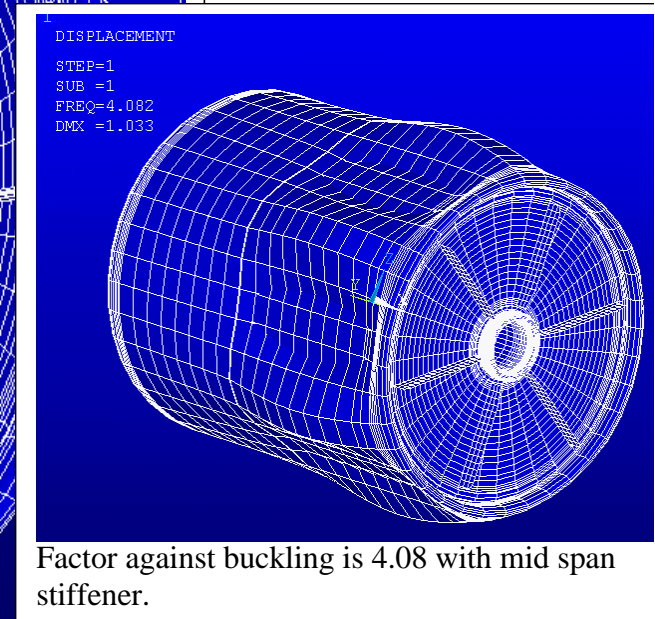 1
DISPLACEMENT
STEP=1
SUB =1
FREQ=4.082
DMX =1.033
Factor against buckling is 4.08 with mid span
stiffener.